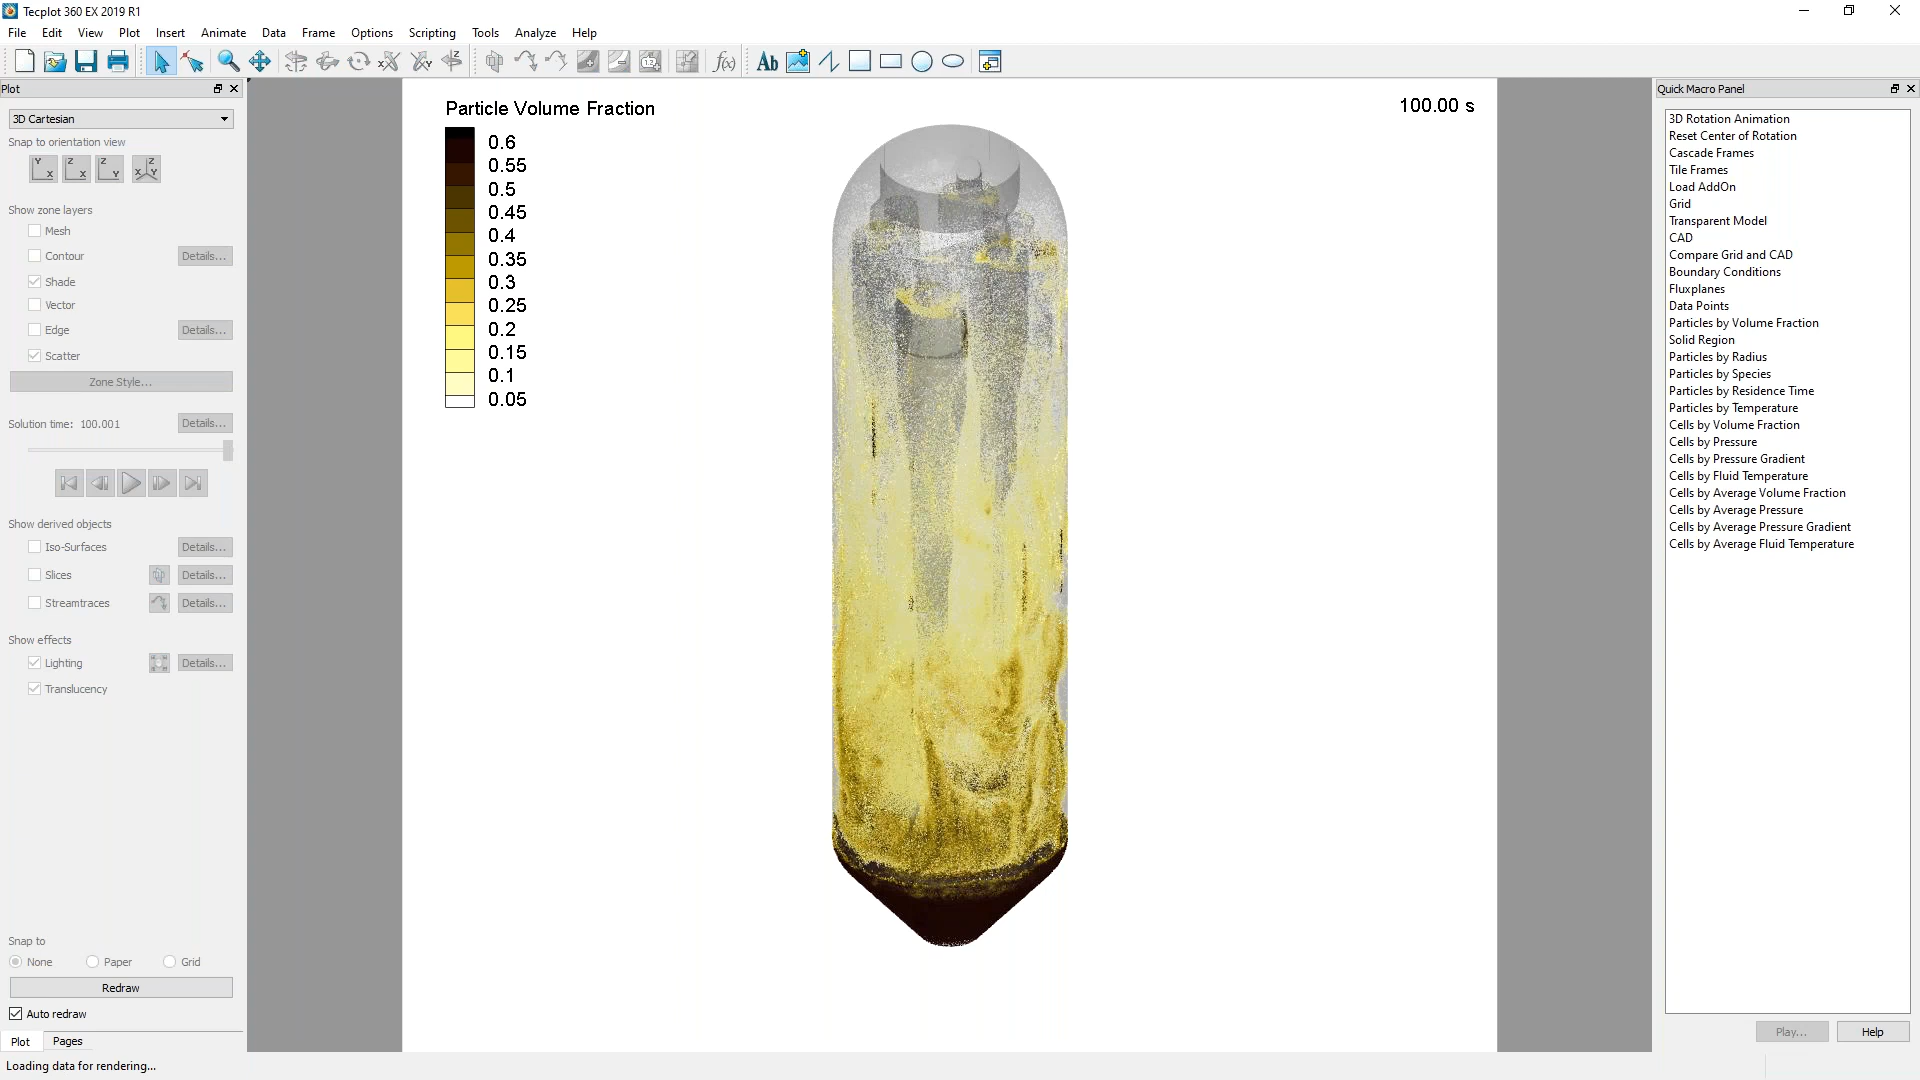 Tecplot 360 EX 2019 R1
File Edit View Plot Insert Animate Data Frame Options Scripting Tools Analyze Help
Ab
f(x)
Plot
3D Cartesian
Snap to orientation view
Y X Z X Z Y Z X Y
Show zone layers
Mesh
Contour Details...
Shade
Vector
Edge Details...
Scatter
Zone Style...
Solution time: 100.001 Details...
Show derived objects
Iso-Surfaces Details...
Slices Details...
Streamtraces Details...
Show effects
Lighting Details...
Translucency
Snap to
None Paper Grid
Redraw
Auto redraw
Plot Pages
Loading data for rendering...
Particle Volume Fraction
0.6
0.55
0.5
0.45
0.4
0.35
0.3
0.25
0.2
0.15
0.1
0.05
100.00 s
Quick Macro Panel
3D Rotation Animation
Reset Center of Rotation
Cascade Frames
Tile Frames
Load AddOn
Grid
Transparent Model
CAD
Compare Grid and CAD
Boundary Conditions
Fluxplanes
Data Points
Particles by Volume Fraction
Solid Region
Particles by Radius
Particles by Species
Particles by Residence Time
Particles by Temperature
Cells by Volume Fraction
Cells by Pressure
Cells by Pressure Gradient
Cells by Fluid Temperature
Cells by Average Volume Fraction
Cells by Average Pressure
Cells by Average Pressure Gradient
Cells by Average Fluid Temperature
Play... Help